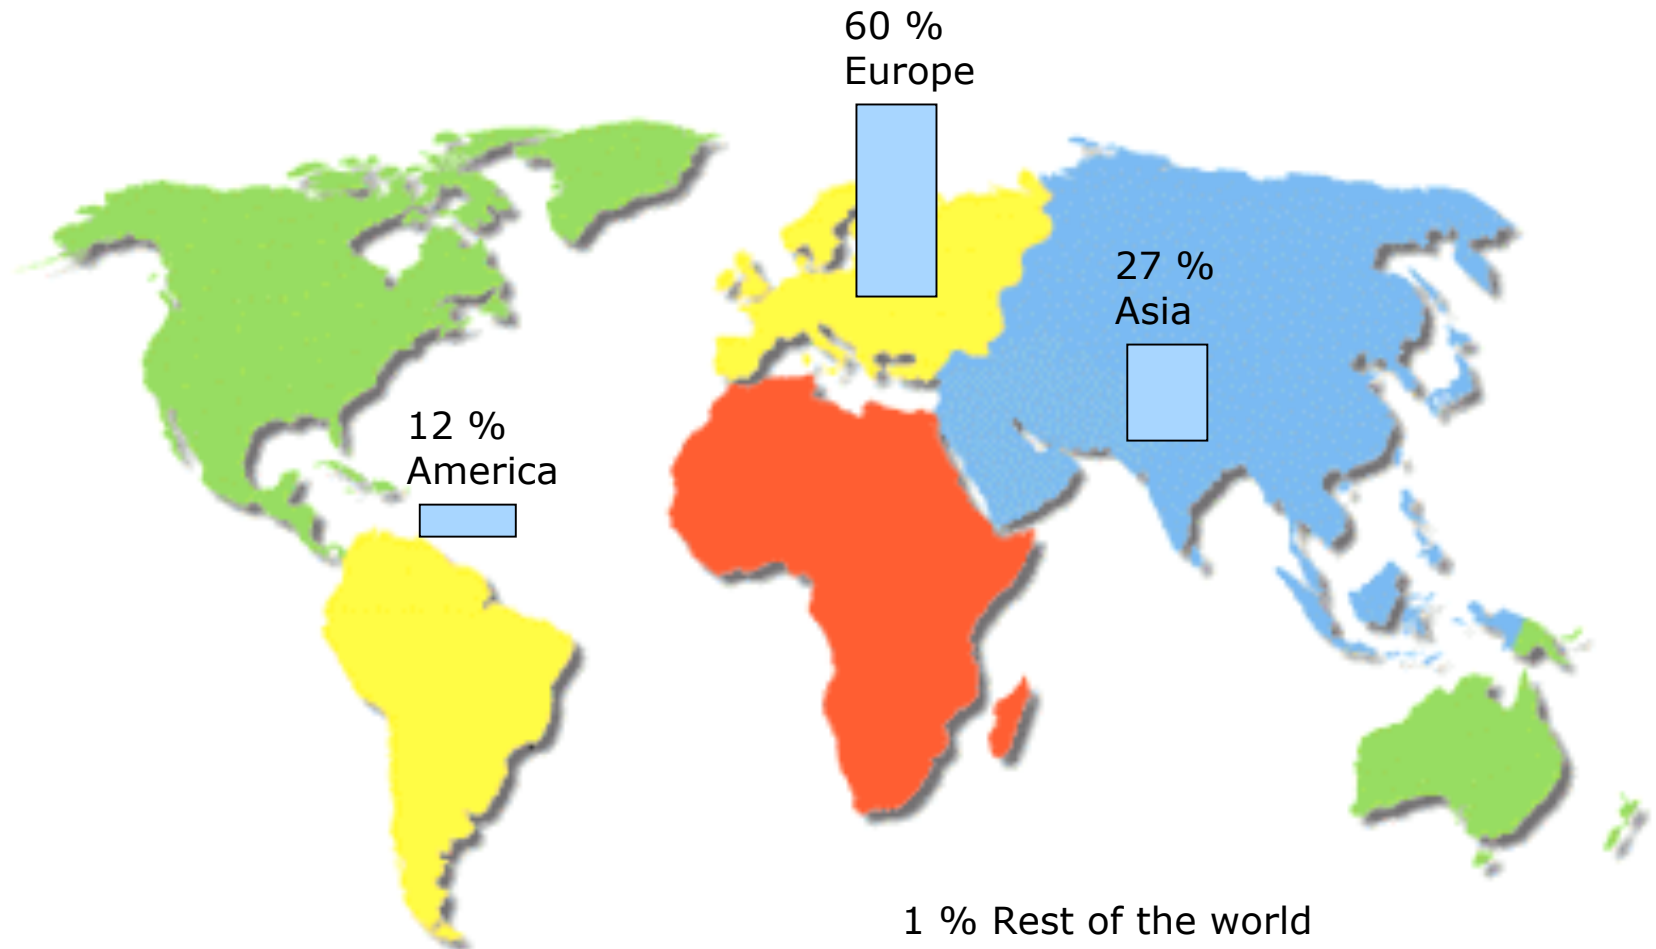 60 %
Europe
27 %
Asia
12 %
America
1 % Rest of the world